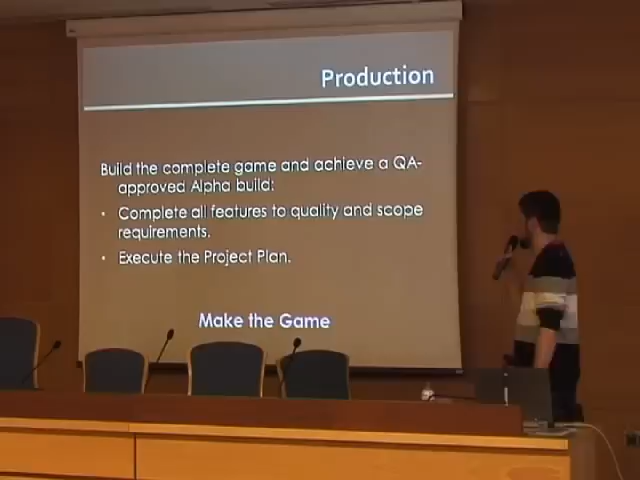 Production
Build the complete game and achieve a QA-
approved Alpha build:
• Complete all features to quality and scope
requirements.
• Execute the Project Plan.
Make the Game